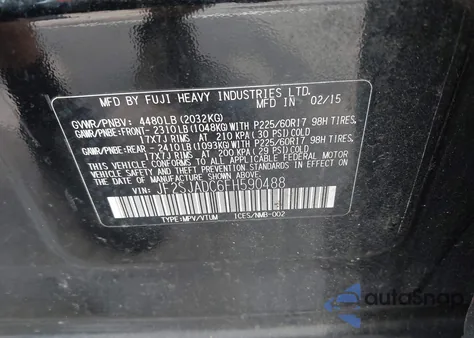 MFD BY FUJI HEAVY INDUSTRIES LTD. IN 02/15
GVWR/PNBV: 4480LB(2032KG)
GAWR/PNBE:FRONT- 2310LB(1048KG)WITH P225/60R17 98H TIRES
17X7J RIMS AT 210 KPA(30 PSI)COLD
GAWR/PNBE:REAR- 2410LB(1093KG)WITH P225/60R17 98H TIRES
17X7J RIMS AT 200 KPA(29 PSI)COLD
THIS VEHICLE CONFORMS TO ALL APPLICABLE FEDERAL MOTOR
VEHICLE SAFETY AND THEFT PREVENTION STANDARDS IN
EFFECT ON THE DATE OF MANUFACTURE SHOWN ABOVE.
VIN: JF2SJADC6FH590488
TYPE:MPV/VTUM ICES/NMB-002
autoSnap